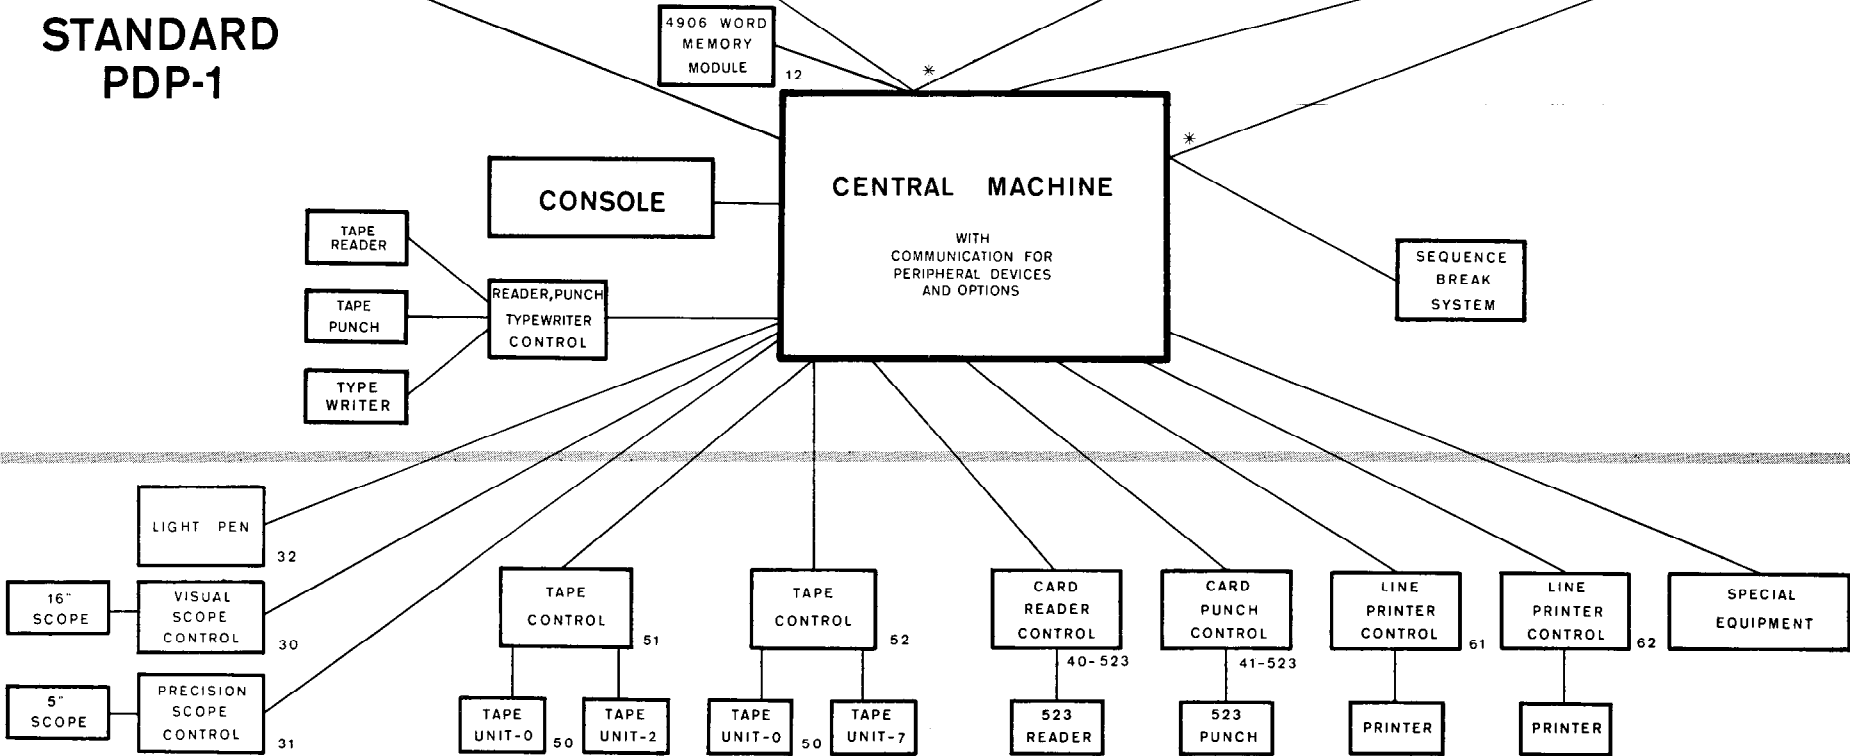 STANDARD
PDP-1
4906 WORD
MEMORY
MODULE
12
*
*
CENTRAL MACHINE
WITH
COMMUNICATION FOR
PERIPHERAL DEVICES
AND OPTIONS
CONSOLE
TAPE
READER
TAPE
PUNCH
TYPE
WRITER
READER, PUNCH
TYPEWRITER
CONTROL
SEQUENCE
BREAK
SYSTEM
LIGHT PEN
32
16"
SCOPE
VISUAL
SCOPE
CONTROL
30
5"
SCOPE
PRECISION
SCOPE
CONTROL
31
TAPE
CONTROL
51
TAPE
UNIT-0
50
TAPE
UNIT-2
TAPE
CONTROL
52
TAPE
UNIT-0
50
TAPE
UNIT-7
CARD
READER
CONTROL
40-523
523
READER
CARD
PUNCH
CONTROL
41-523
523
PUNCH
LINE
PRINTER
CONTROL
61
PRINTER
LINE
PRINTER
CONTROL
62
PRINTER
SPECIAL
EQUIPMENT